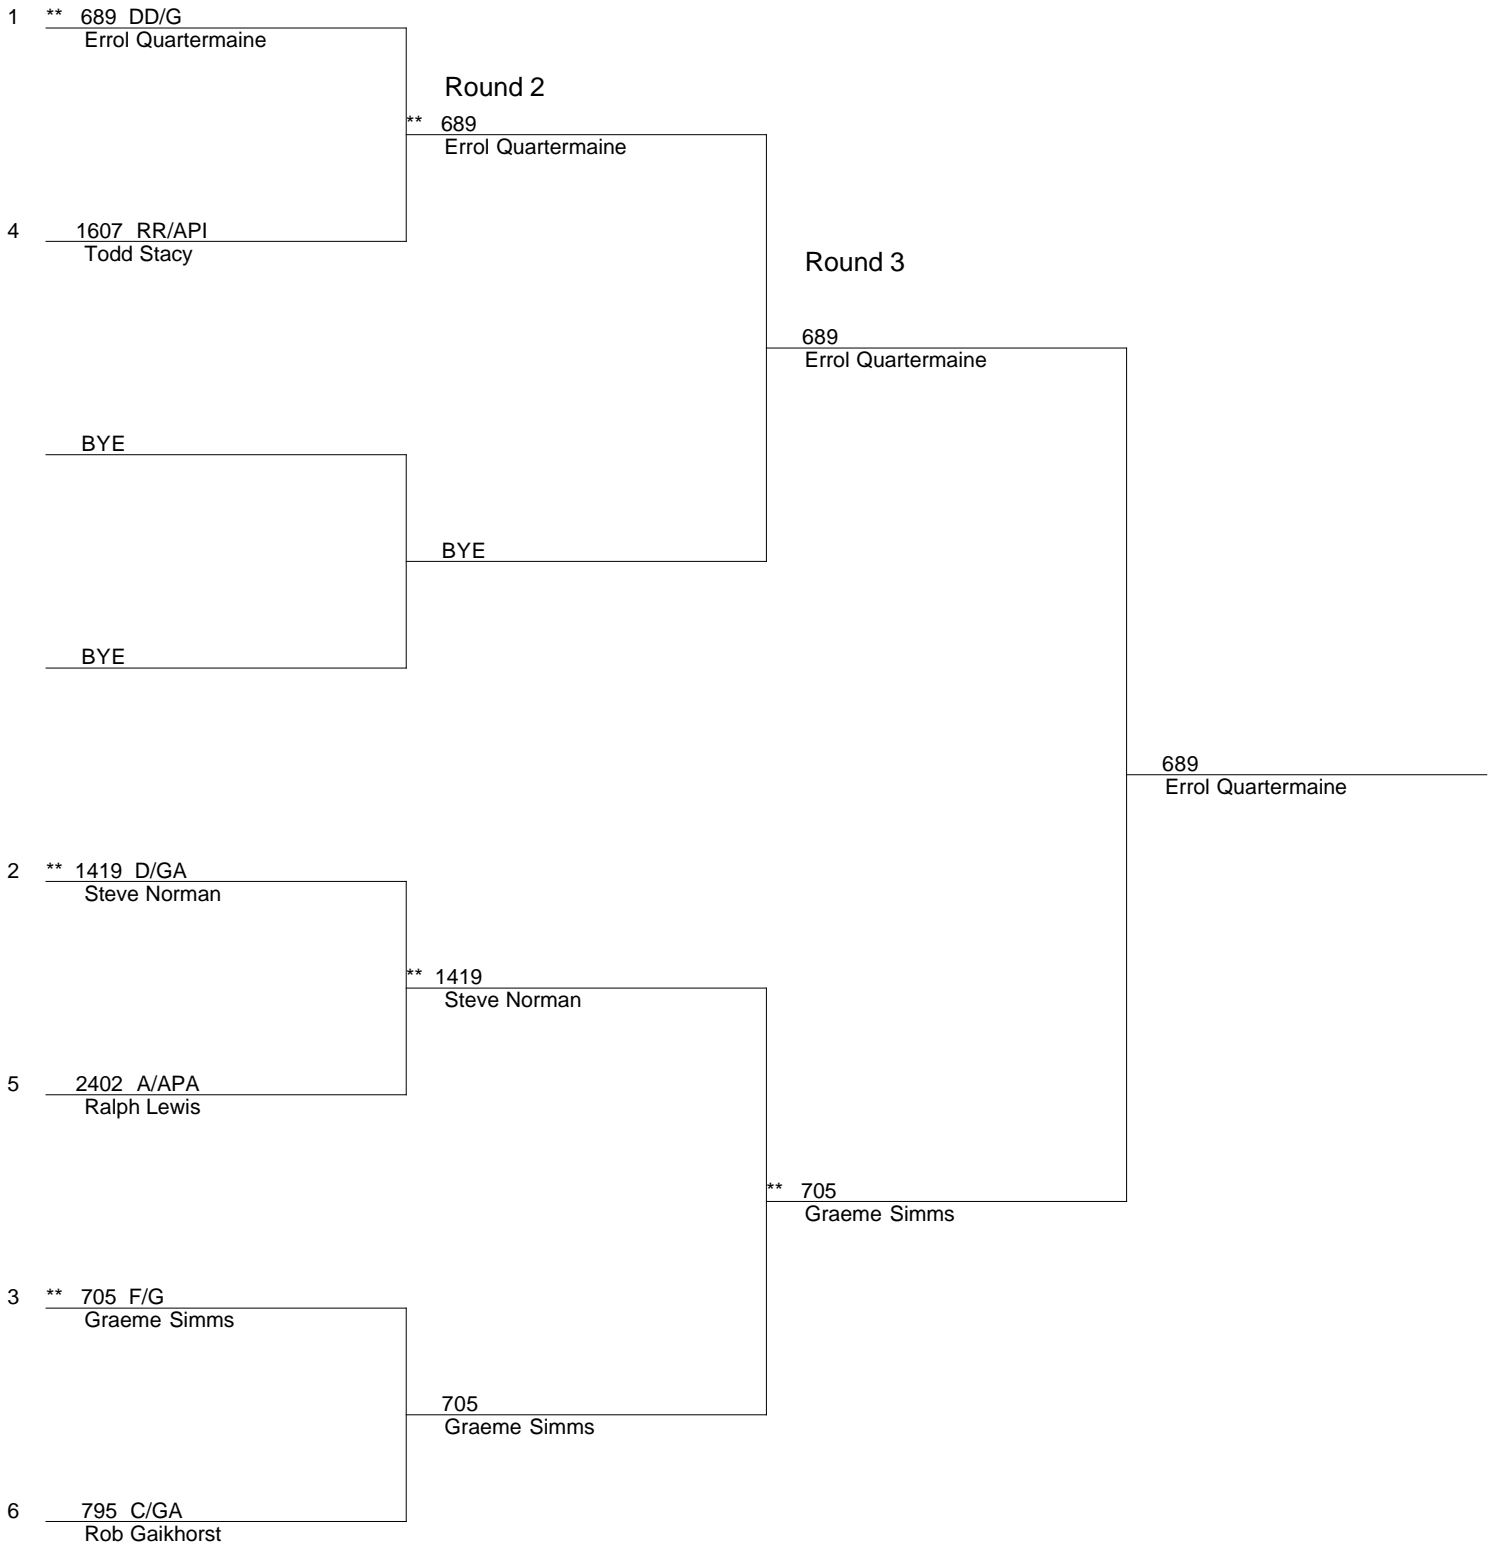 1 ** 689 DD/G
Errol Quartermaine
Round 2
** 689
Errol Quartermaine
4 1607 RR/API
Todd Stacy
Round 3
689
Errol Quartermaine
BYE
BYE
BYE
689
Errol Quartermaine
2 ** 1419 D/GA
Steve Norman
** 1419
Steve Norman
5 2402 A/APA
Ralph Lewis
** 705
Graeme Simms
3 ** 705 F/G
Graeme Simms
705
Graeme Simms
6 795 C/GA
Rob Gaikhorst